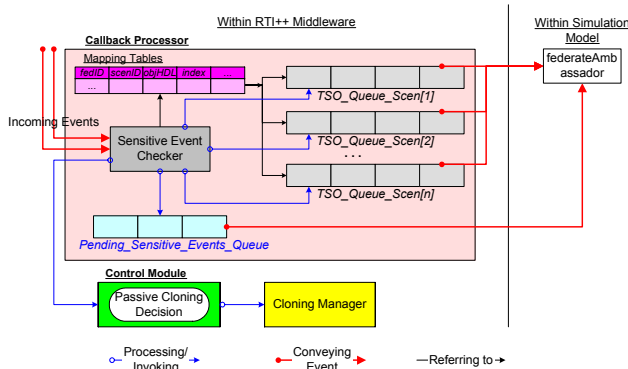 Within RTI++ Middleware
Within Simulation
Model
Callback Processor
Mapping Tables
fedID scenID objHDL index ...
...
federateAmb
assador
TSO_Queue_Scen[1]
Incoming Events
Sensitive Event
Checker
TSO_Queue_Scen[2]
. . .
TSO_Queue_Scen[n]
Pending_Sensitive_Events_Queue
Control Module
Passive Cloning
Decision
Cloning Manager
Processing/
Invoking
Conveying
Event
Referring to